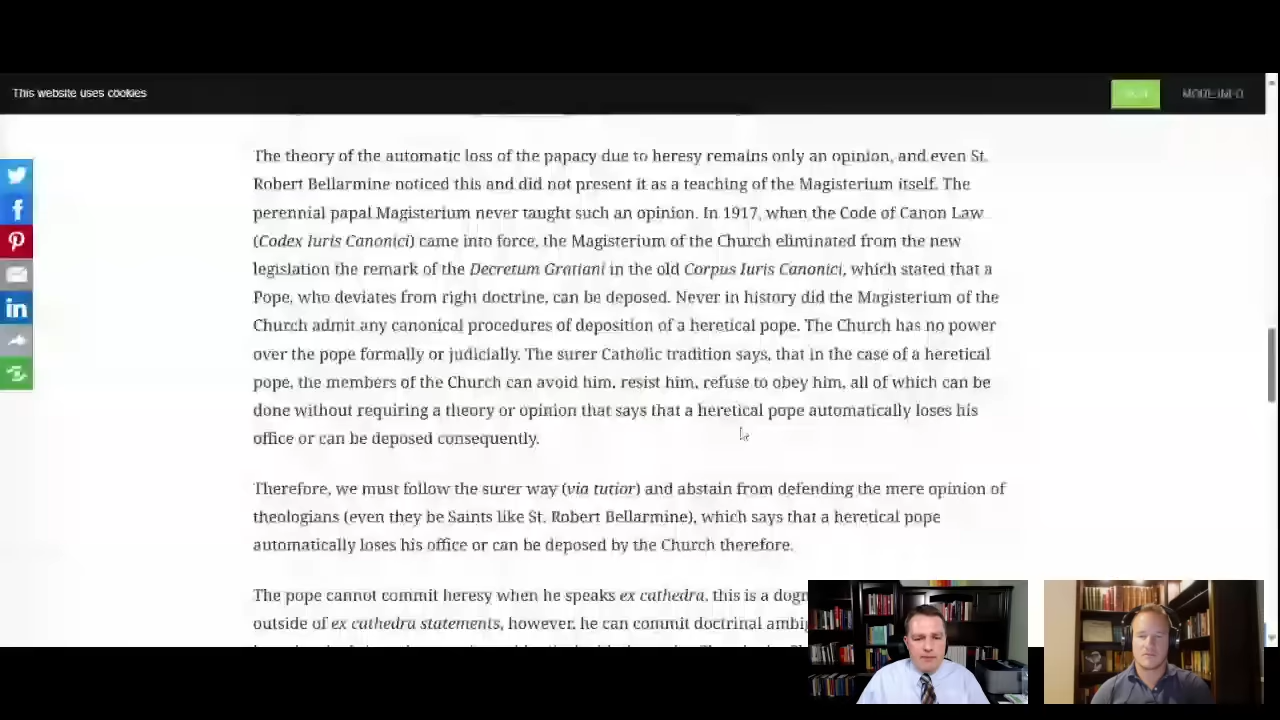 This website uses cookies
MORE INFO
The theory of the automatic loss of the papacy due to heresy remains only an opinion, and even St.
Robert Bellarmine noticed this and did not present it as a teaching of the Magisterium itself. The
perennial papal Magisterium never taught such an opinion. In 1917, when the Code of Canon Law
(Codex Iuris Canonici) came into force, the Magisterium of the Church eliminated from the new
legislation the remark of the Decretum Gratiani in the old Corpus Iuris Canonici, which stated that a
Pope, who deviates from right doctrine, can be deposed. Never in history did the Magisterium of the
Church admit any canonical procedures of deposition of a heretical pope. The Church has no power
over the pope formally or judicially. The surer Catholic tradition says, that in the case of a heretical
pope, the members of the Church can avoid him, resist him, refuse to obey him, all of which can be
done without requiring a theory or opinion that says that a heretical pope automatically loses his
office or can be deposed consequently.
Therefore, we must follow the surer way (via tutior) and abstain from defending the mere opinion of
theologians (even they be Saints like St. Robert Bellarmine), which says that a heretical pope
automatically loses his office or can be deposed by the Church therefore.
The pope cannot commit heresy when he speaks ex cathedra, this is a dogm
outside of ex cathedra statements, however, he can commit doctrinal ambig